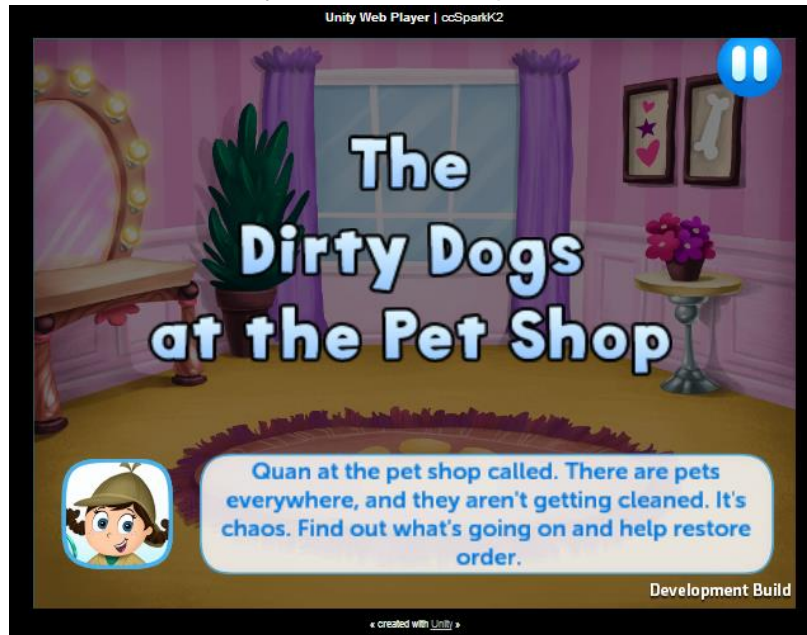 Unity Web Player | ccSparkK2
The
Dirty Dogs
at the Pet Shop
Quan at the pet shop called. There are pets
everywhere, and they aren't getting cleaned. It's
chaos. Find out what's going on and help restore
order.
Development Build
« created with Unity »